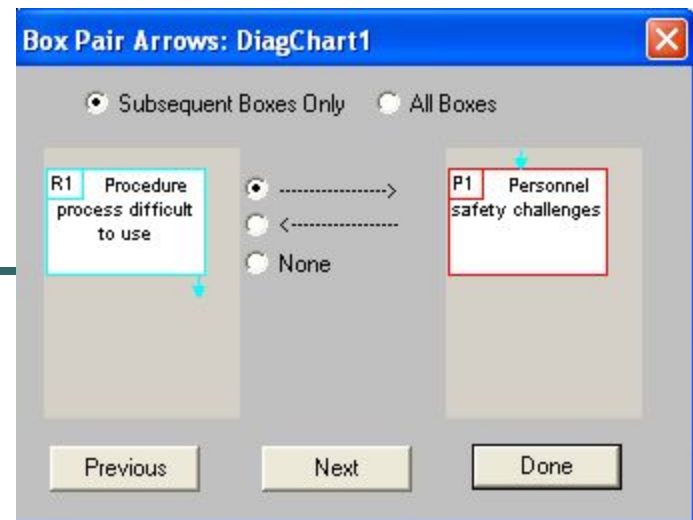 Box Pair Arrows: DiagChart1
Subsequent Boxes Only
All Boxes
R1 Procedure
process difficult
to use
----------------->
<-----------------
None
P1 Personnel
safety challenges
Previous
Next
Done